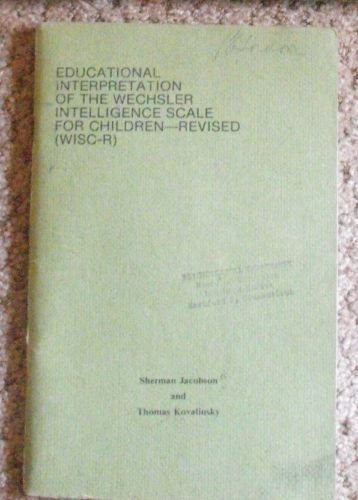 EDUCATIONAL
INTERPRETATION
OF THE WECHSLER
INTELLIGENCE SCALE
FOR CHILDREN—REVISED
(WISC-R)
Sherman Jacobson
and
Thomas Kovalinsky